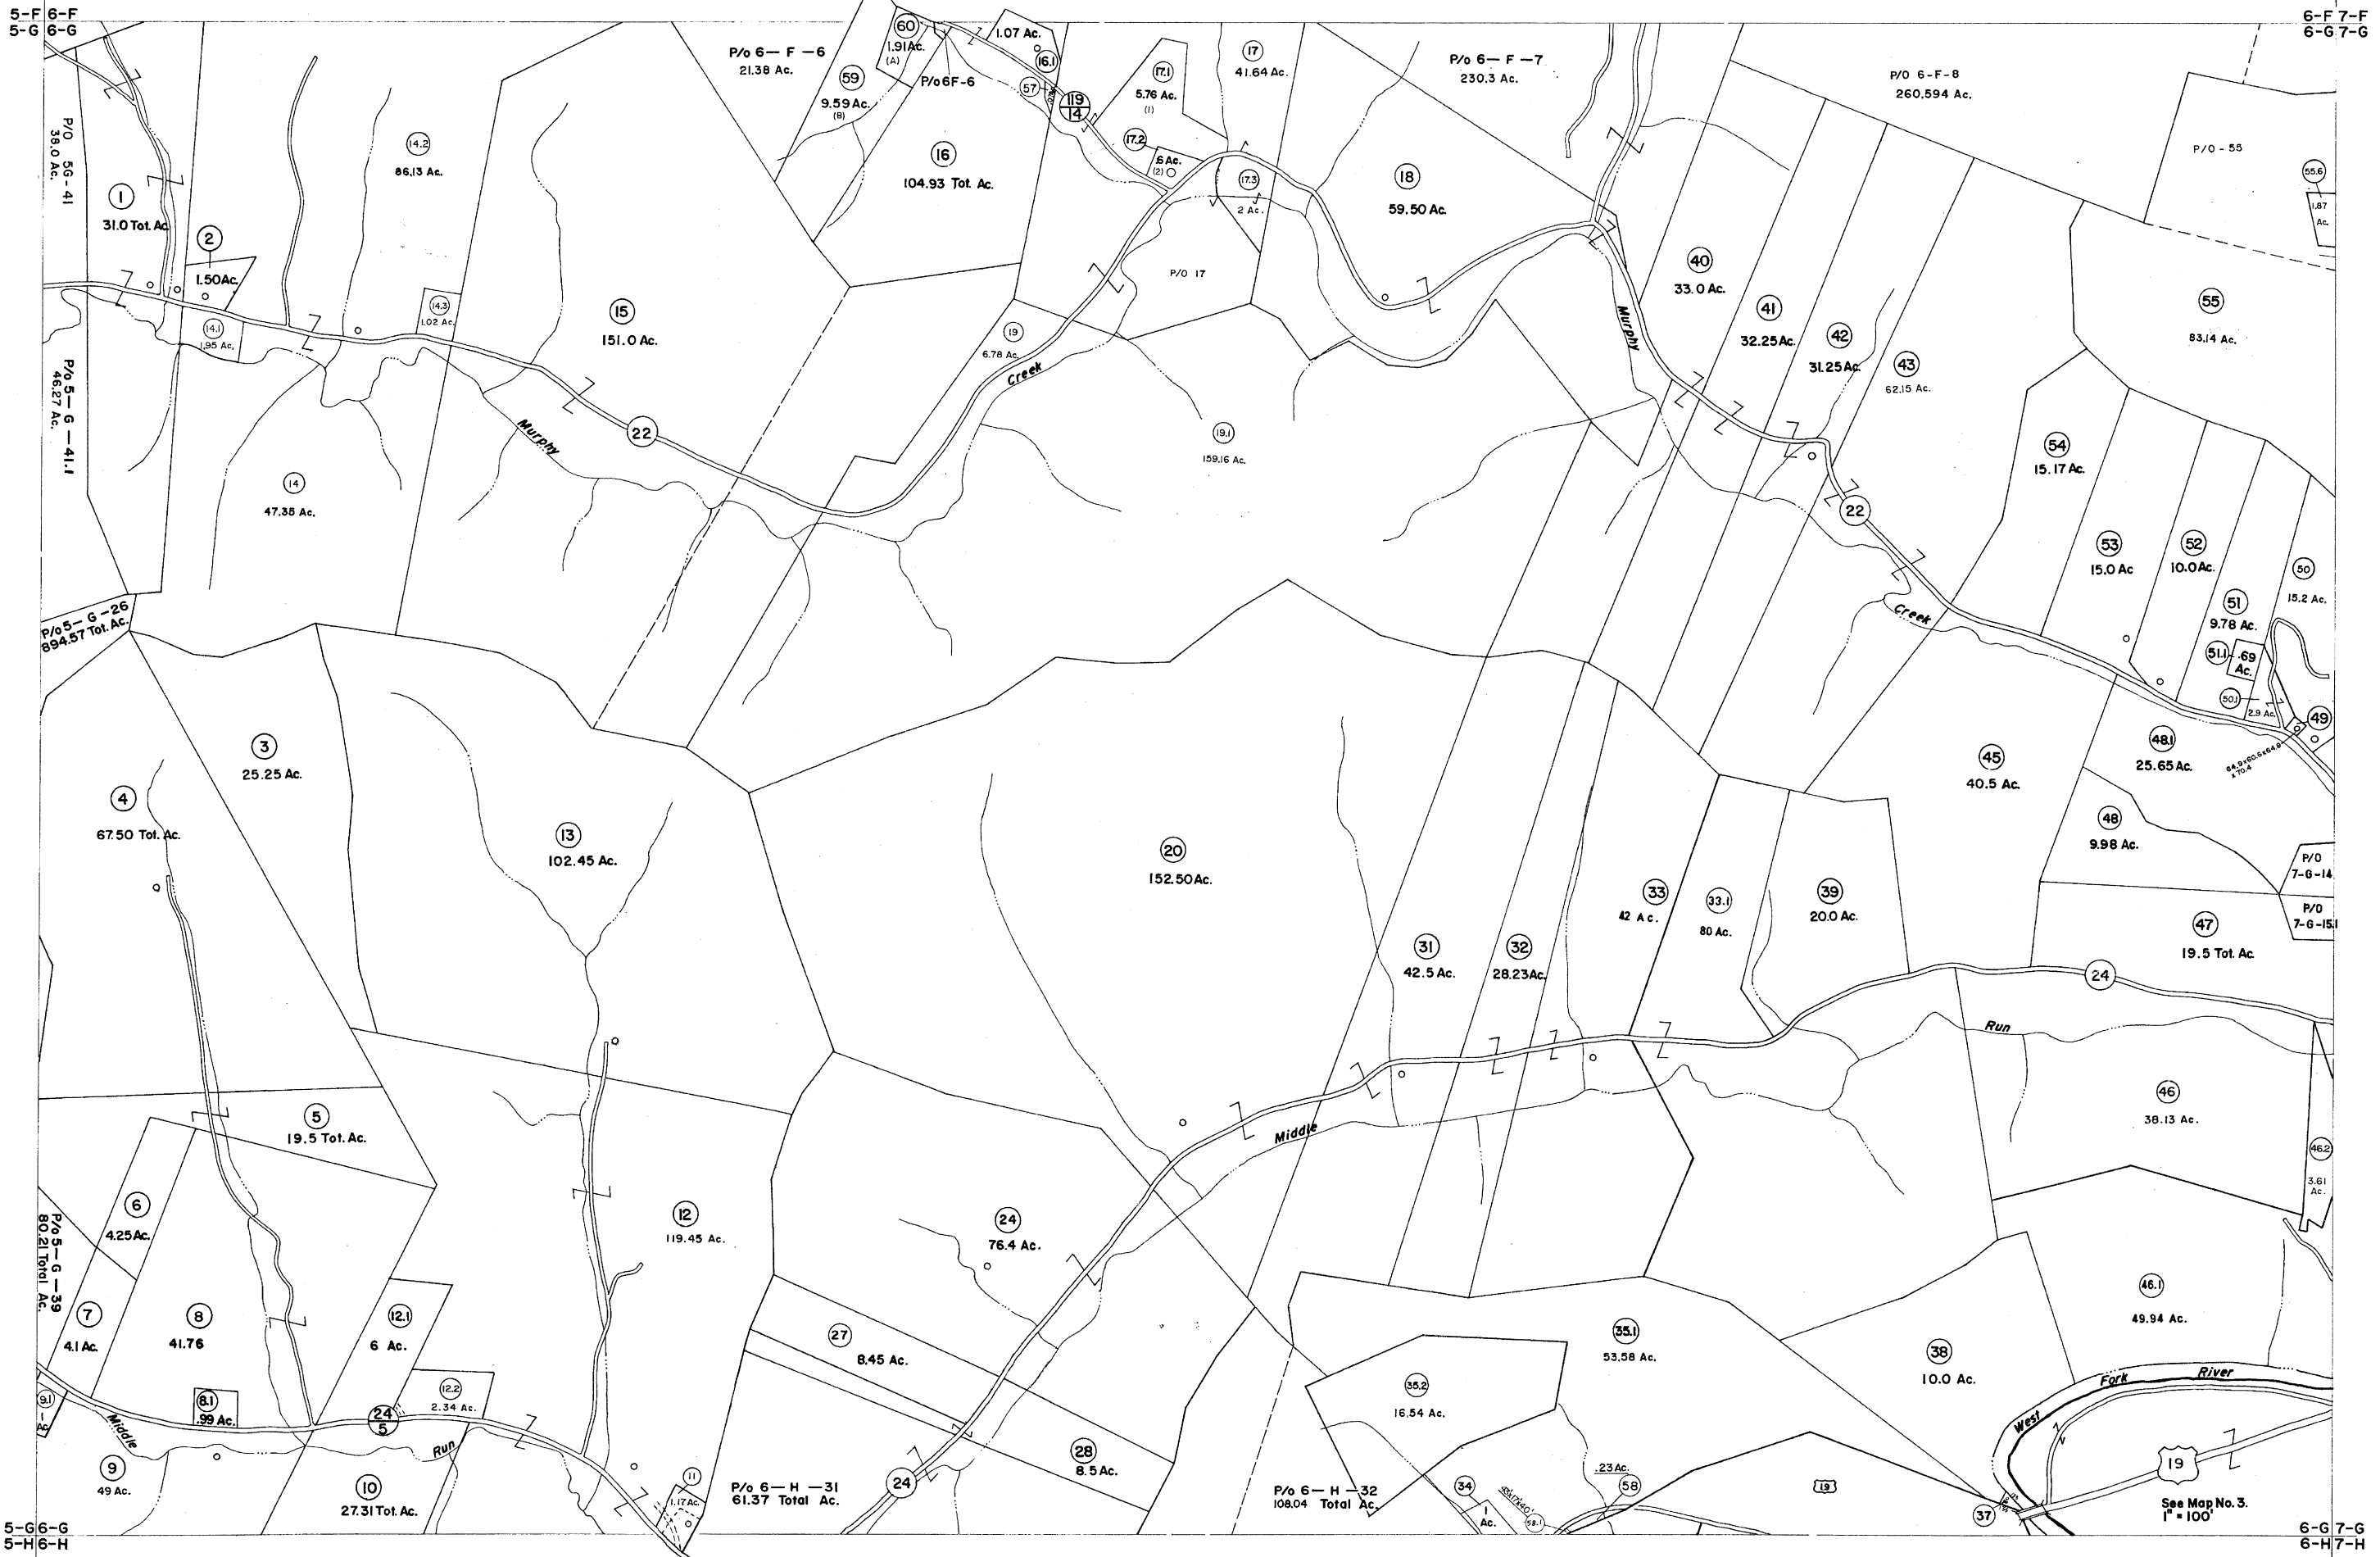 5-F 6-F
5-G 6-G
6-F 7-F
6-G 7-G
P/O 5G-41
38.0 Ac.
1
31.0 Tot. Ac.
2
1.50 Ac.
14.1
1.95 Ac.
14.2
86.13 Ac.
14.3
1.02 Ac.
15
151.0 Ac.
P/o 6-F-6
21.38 Ac.
59
9.59 Ac.
(B)
60
1.91 Ac.
(A)
P/o 6F-6
1.07 Ac.
16.1
57
119
14
16
104.93 Tot. Ac.
17.1
5.76 Ac.
(1)
17.2
.6 Ac.
(2)
17
41.64 Ac.
17.3
2 Ac.
P/O 17
P/o 6-F-7
230.3 Ac.
18
59.50 Ac.
P/O 6-F-8
260.594 Ac.
P/O-55
55.6
1.87
Ac.
40
33.0 Ac.
41
32.25 Ac.
42
31.25 Ac.
43
62.15 Ac.
55
83.14 Ac.
P/o 5-G-41.1
46.27 Ac.
14
47.35 Ac.
Murphy
22
19
6.78 Ac.
Creek
19.1
159.16 Ac.
Murphy
22
Creek
54
15.17 Ac.
53
15.0 Ac
52
10.0 Ac.
50
15.2 Ac.
51
9.78 Ac.
51.1
.69
Ac.
50.1
2.9 Ac.
49
P/o 5-G-26
894.57 Tot. Ac.
3
25.25 Ac.
4
67.50 Tot. Ac.
13
102.45 Ac.
20
152.50 Ac.
31
42.5 Ac.
32
28.23 Ac.
33
42 Ac.
33.1
80 Ac.
39
20.0 Ac.
45
40.5 Ac.
48.1
25.65 Ac.
48
9.98 Ac.
P/O
7-G-14
P/O
7-G-15.1
47
19.5 Tot. Ac.
24
Run
5
19.5 Tot. Ac.
6
4.25 Ac.
P/o 5-G-39
80.21 Total Ac.
7
4.1 Ac.
8
41.76
8.1
.99 Ac.
9.1
Middle
9
49 Ac.
24
5
Run
10
27.31 Tot. Ac.
12.1
6 Ac.
12.2
2.34 Ac.
12
119.45 Ac.
11
1.17 Ac.
24
76.4 Ac.
Middle
27
8.45 Ac.
28
8.5 Ac.
24
P/o 6-H-31
61.37 Total Ac.
P/o 6-H-32
108.04 Total Ac.
46
38.13 Ac.
46.2
3.61
Ac.
46.1
49.94 Ac.
35.1
53.58 Ac.
35.2
16.54 Ac.
38
10.0 Ac.
34
1
Ac.
58.1
.23 Ac.
58
19
West Fork River
19
37
See Map No. 3.
1" = 100'
5-G 6-G
5-H 6-H
6-G 7-G
6-H 7-H